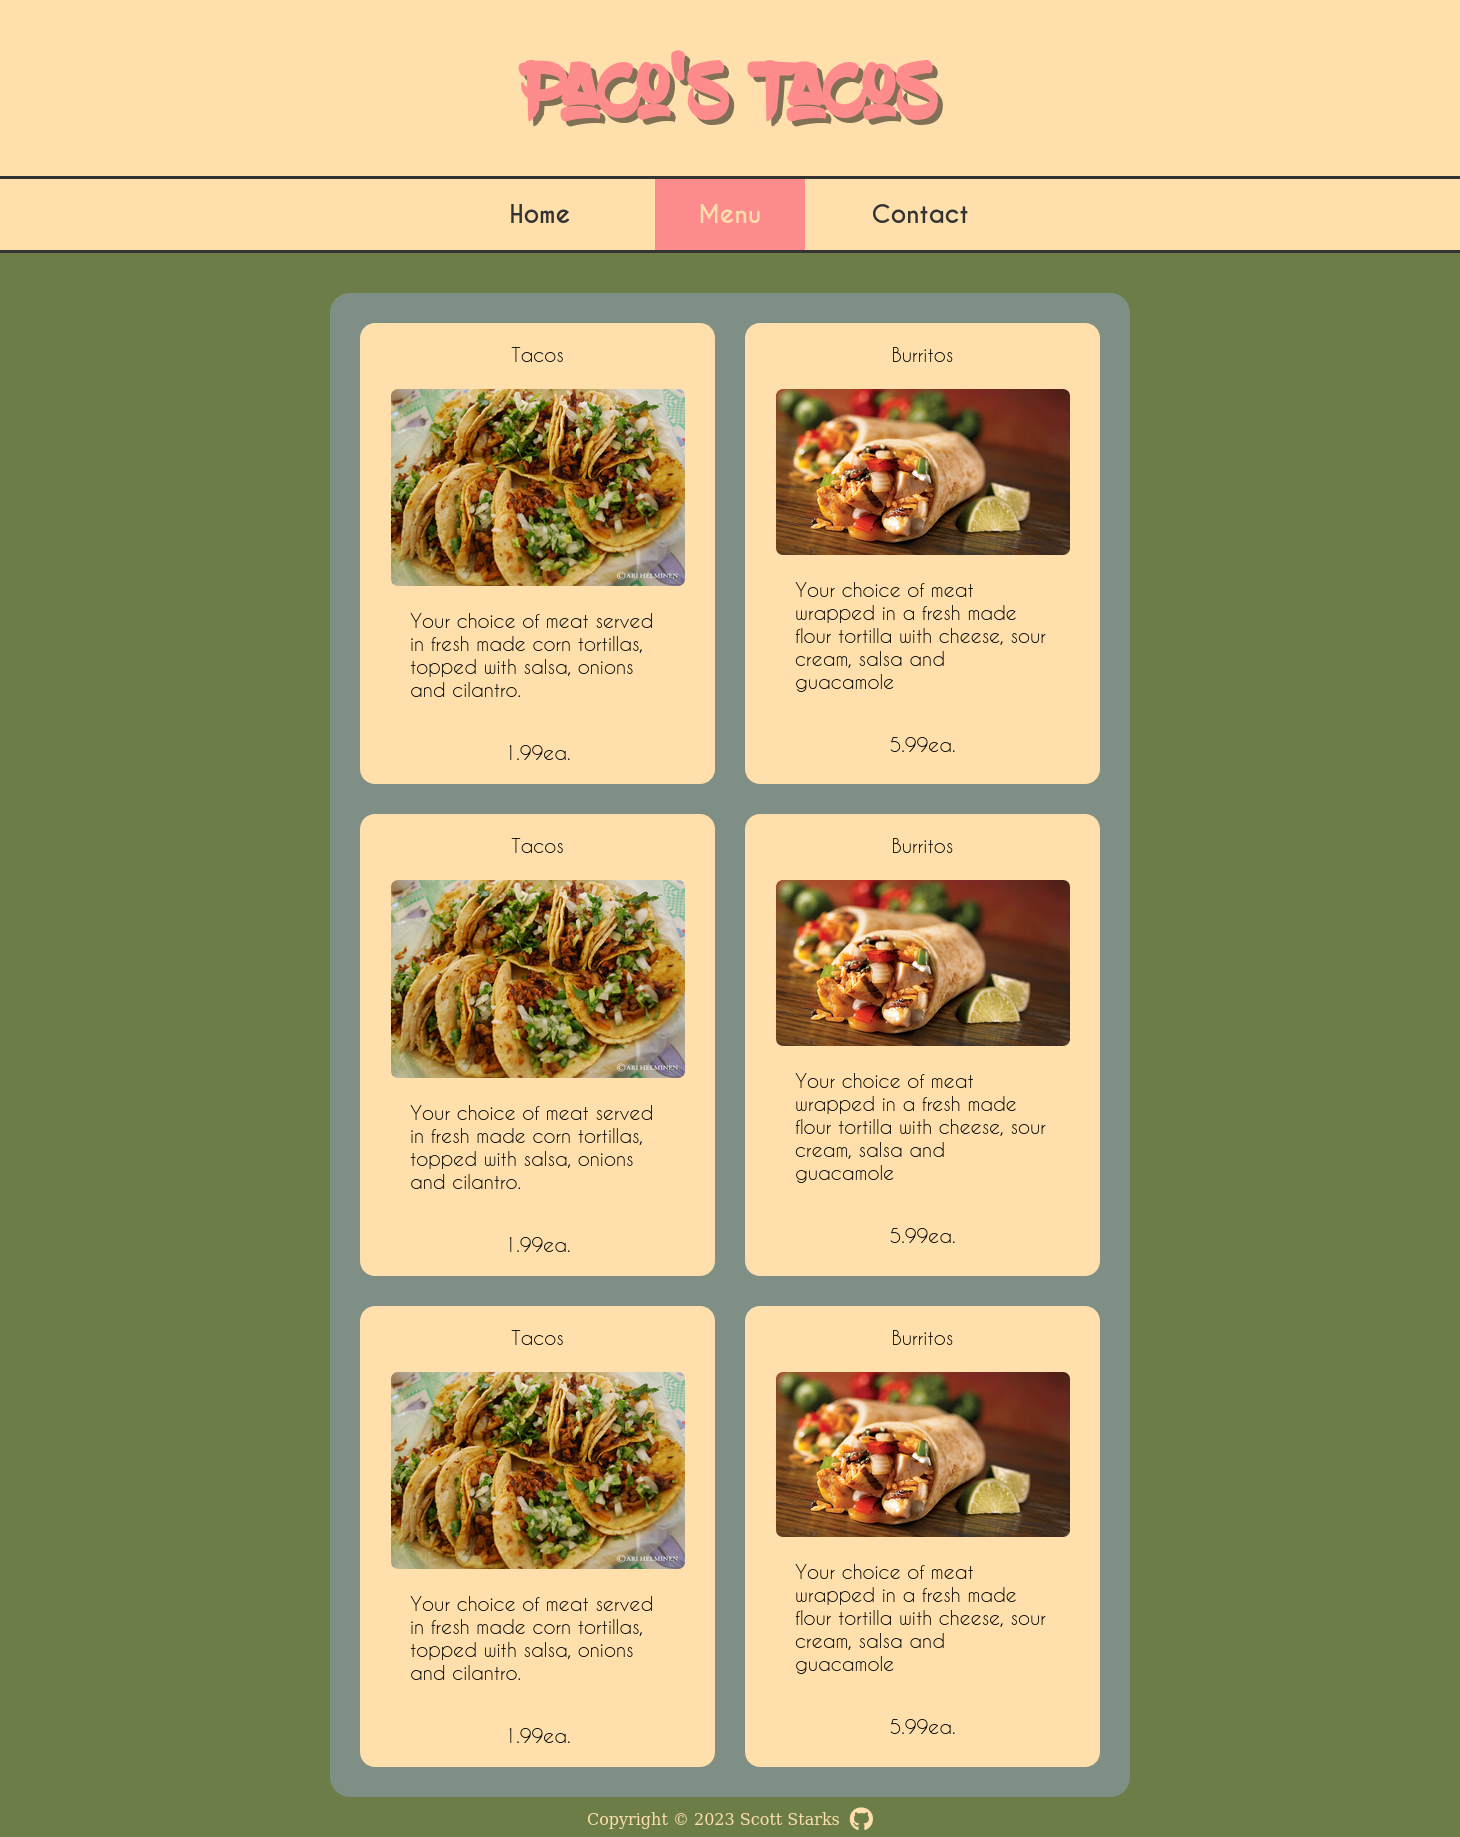 PACO'S TACOS
Home
Menu
Contact
Tacos
©ARI HELMINEN
Your choice of meat served
in fresh made corn tortillas,
topped with salsa, onions
and cilantro.
1.99ea.
Burritos
Your choice of meat
wrapped in a fresh made
flour tortilla with cheese, sour
cream, salsa and
guacamole
5.99ea.
Tacos
©ARI HELMINEN
Your choice of meat served
in fresh made corn tortillas,
topped with salsa, onions
and cilantro.
1.99ea.
Burritos
Your choice of meat
wrapped in a fresh made
flour tortilla with cheese, sour
cream, salsa and
guacamole
5.99ea.
Tacos
©ARI HELMINEN
Your choice of meat served
in fresh made corn tortillas,
topped with salsa, onions
and cilantro.
1.99ea.
Burritos
Your choice of meat
wrapped in a fresh made
flour tortilla with cheese, sour
cream, salsa and
guacamole
5.99ea.
Copyright © 2023 Scott Starks